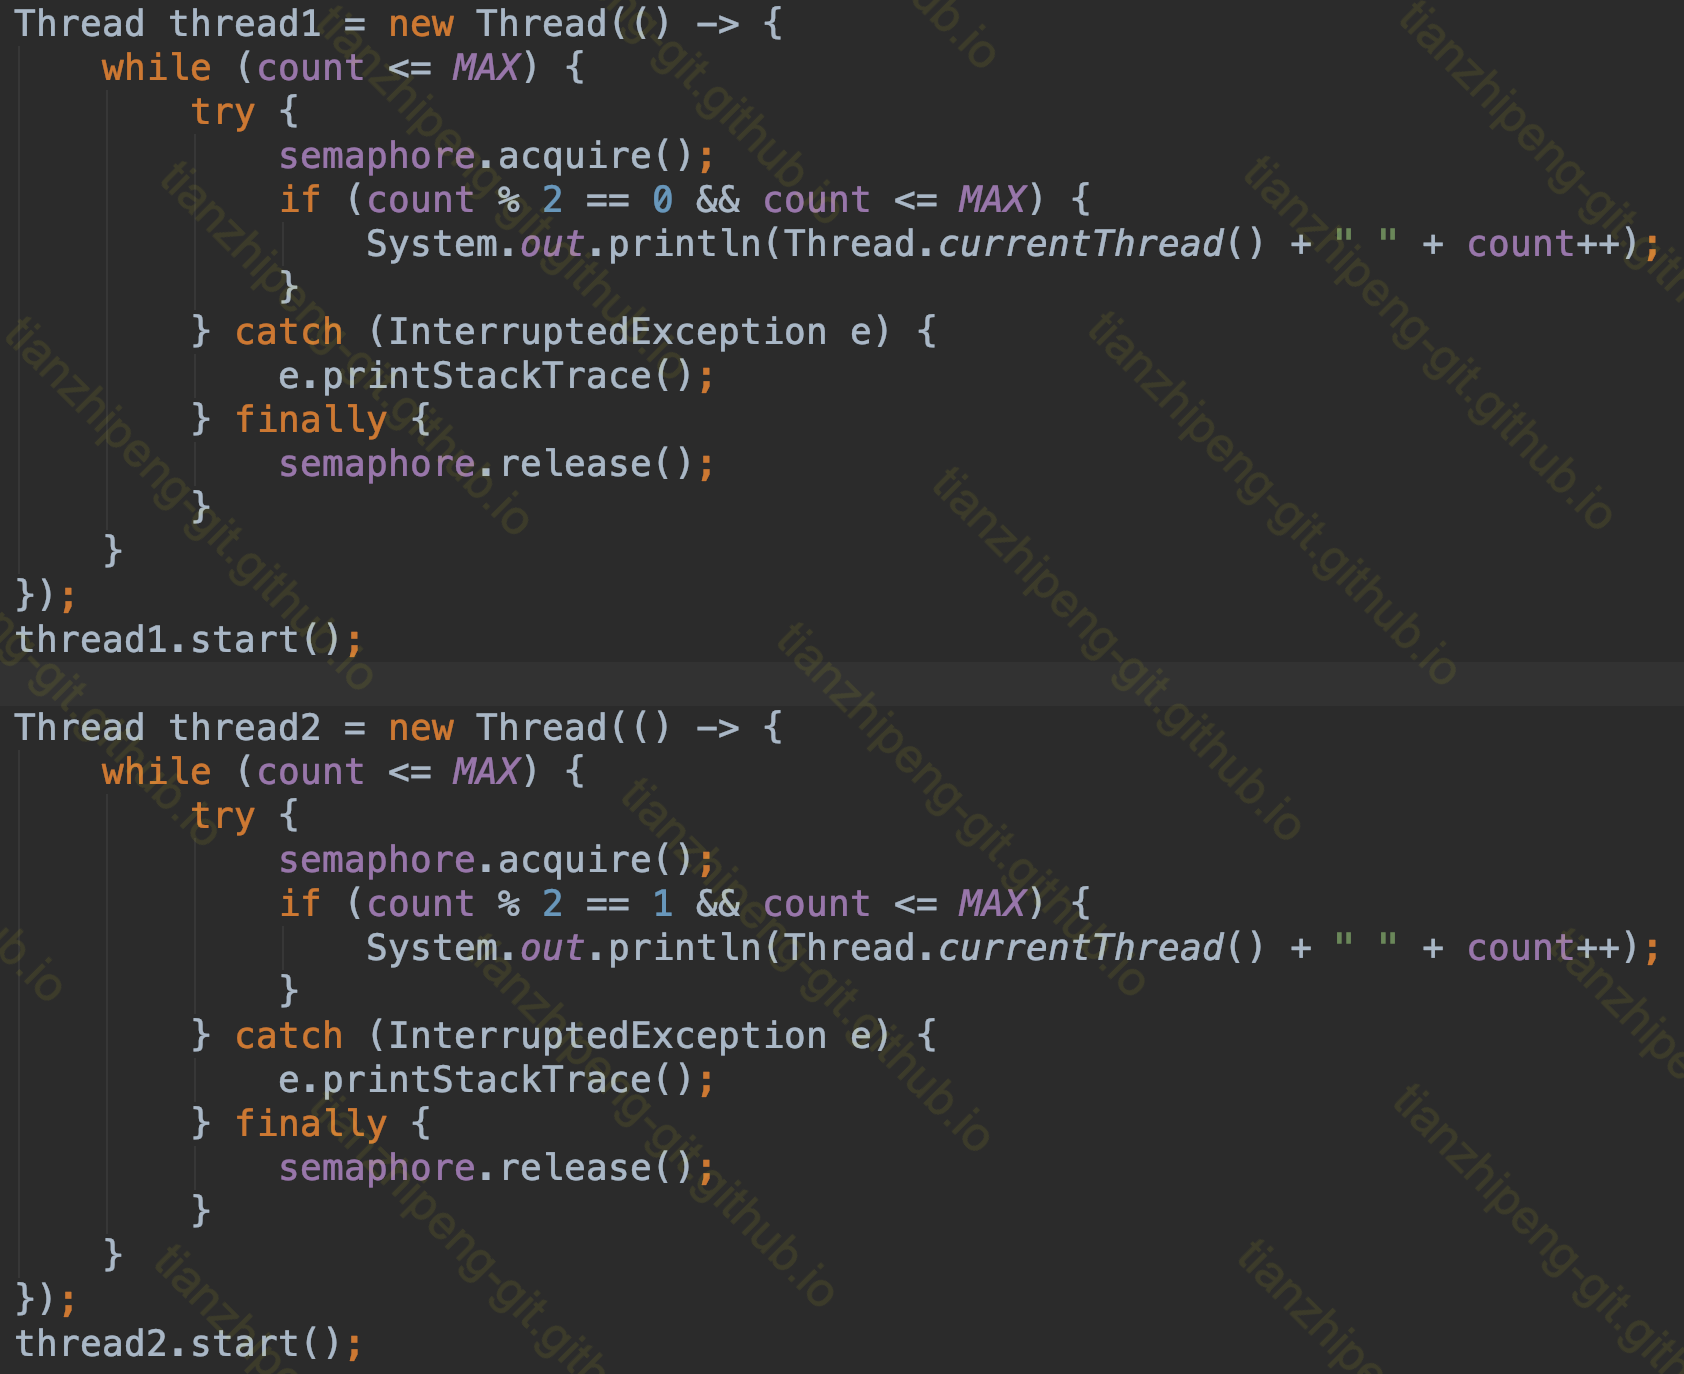 Thread thread1 = new Thread(() -> {
    while (count <= MAX) {
        try {
            semaphore.acquire();
            if (count % 2 == 0 && count <= MAX) {
                System.out.println(Thread.currentThread() + " " + count++);
            }
        } catch (InterruptedException e) {
            e.printStackTrace();
        } finally {
            semaphore.release();
        }
    }
});
thread1.start();

Thread thread2 = new Thread(() -> {
    while (count <= MAX) {
        try {
            semaphore.acquire();
            if (count % 2 == 1 && count <= MAX) {
                System.out.println(Thread.currentThread() + " " + count++);
            }
        } catch (InterruptedException e) {
            e.printStackTrace();
        } finally {
            semaphore.release();
        }
    }
});
thread2.start();
tianzhipeng-git.github.io